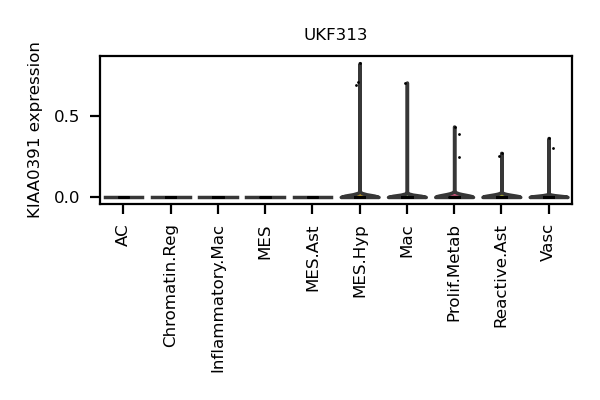 UKF313
KIAA0391 expression
0.5
0.0
AC
Chromatin.Reg
Inflammatory.Mac
MES
MES.Ast
MES.Hyp
Mac
Prolif.Metab
Reactive.Ast
Vasc